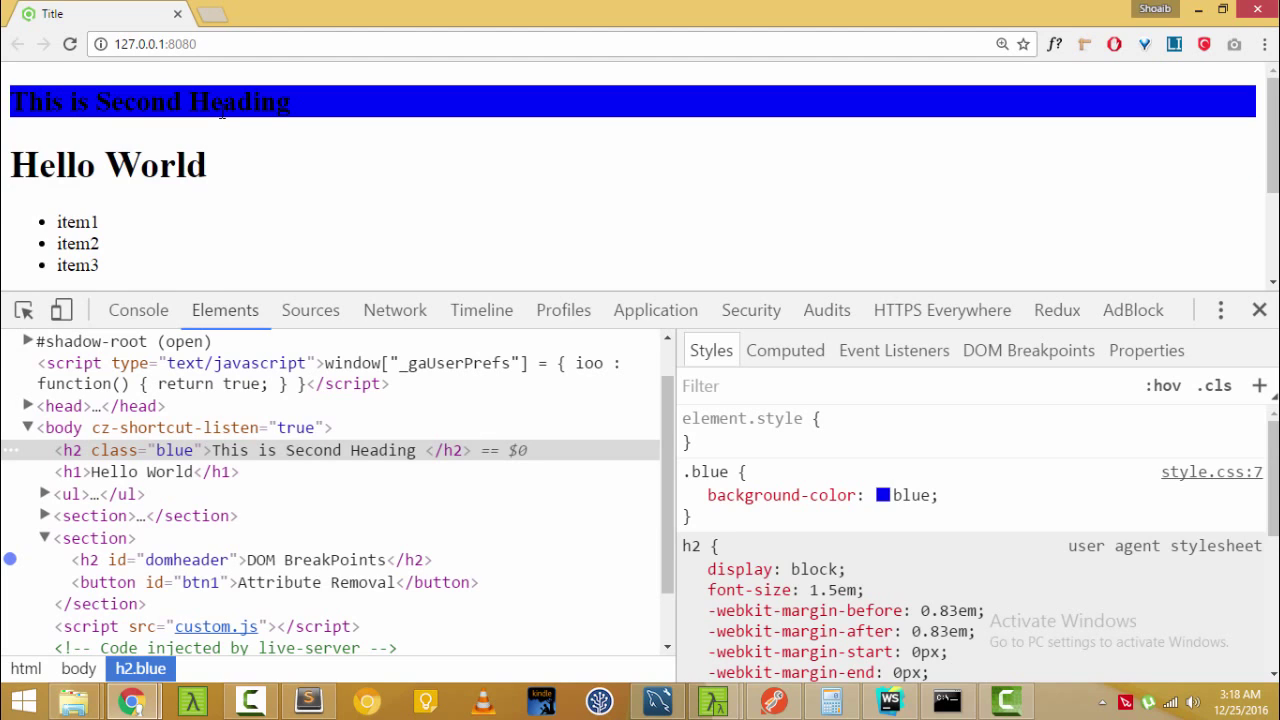 Title
Shoaib
127.0.0.1:8080
f?
LI
This is Second Heading
Hello World
item1
item2
item3
Console Elements Sources Network Timeline Profiles Application Security Audits HTTPS Everywhere Redux AdBlock
#shadow-root (open)
<script type="text/javascript">window["_gaUserPrefs"] = { ioo :
function() { return true; } }</script>
<head>…</head>
<body cz-shortcut-listen="true">
<h2 class="blue">This is Second Heading </h2> == $0
<h1>Hello World</h1>
<ul>…</ul>
<section>…</section>
<section>
<h2 id="domheader">DOM BreakPoints</h2>
<button id="btn1">Attribute Removal</button>
</section>
<script src="custom.js"></script>
<!-- Code injected by live-server -->
html body h2.blue
Styles Computed Event Listeners DOM Breakpoints Properties
Filter :hov .cls +
element.style {
}
.blue { style.css:7
background-color: blue;
}
h2 { user agent stylesheet
display: block;
font-size: 1.5em;
-webkit-margin-before: 0.83em;
-webkit-margin-after: 0.83em;
-webkit-margin-start: 0px;
-webkit-margin-end: 0px;
Activate Windows
Go to PC settings to activate Windows.
kindle
WS
3:18 AM
12/25/2016